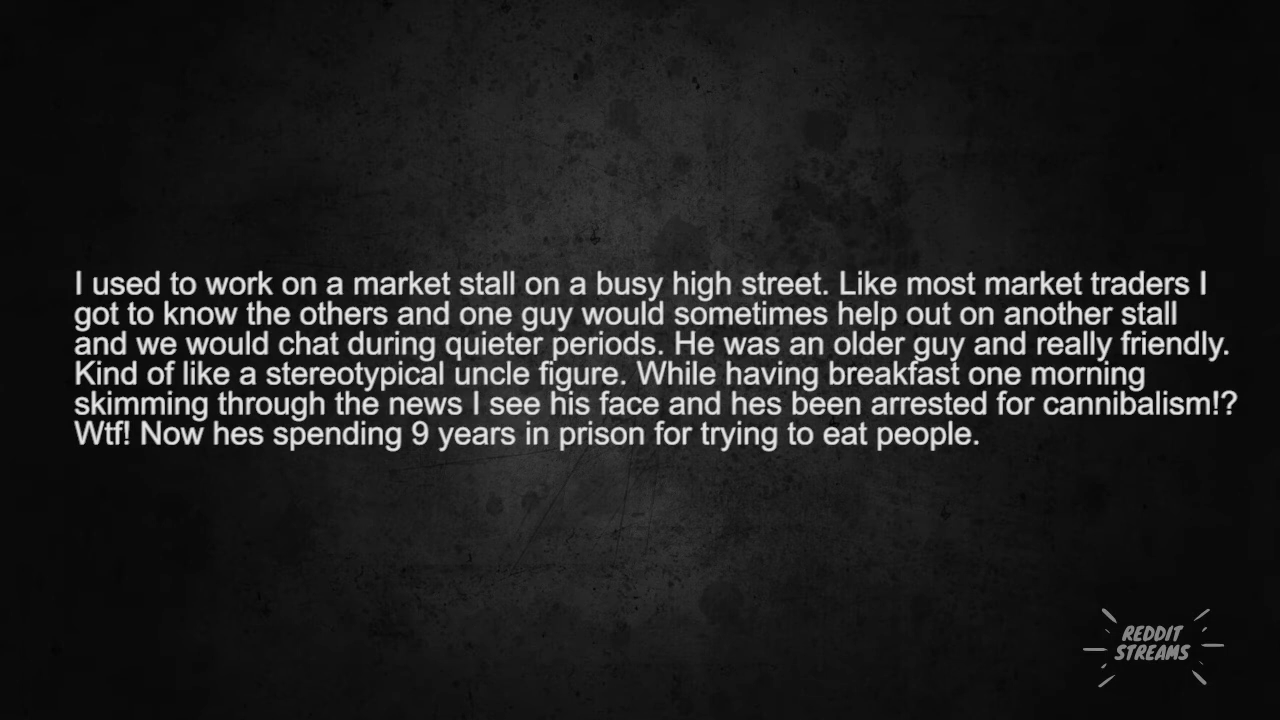 I used to work on a market stall on a busy high street. Like most market traders I
got to know the others and one guy would sometimes help out on another stall
and we would chat during quieter periods. He was an older guy and really friendly.
Kind of like a stereotypical uncle figure. While having breakfast one morning
skimming through the news I see his face and hes been arrested for cannibalism!?
Wtf! Now hes spending 9 years in prison for trying to eat people.
REDDIT
STREAMS